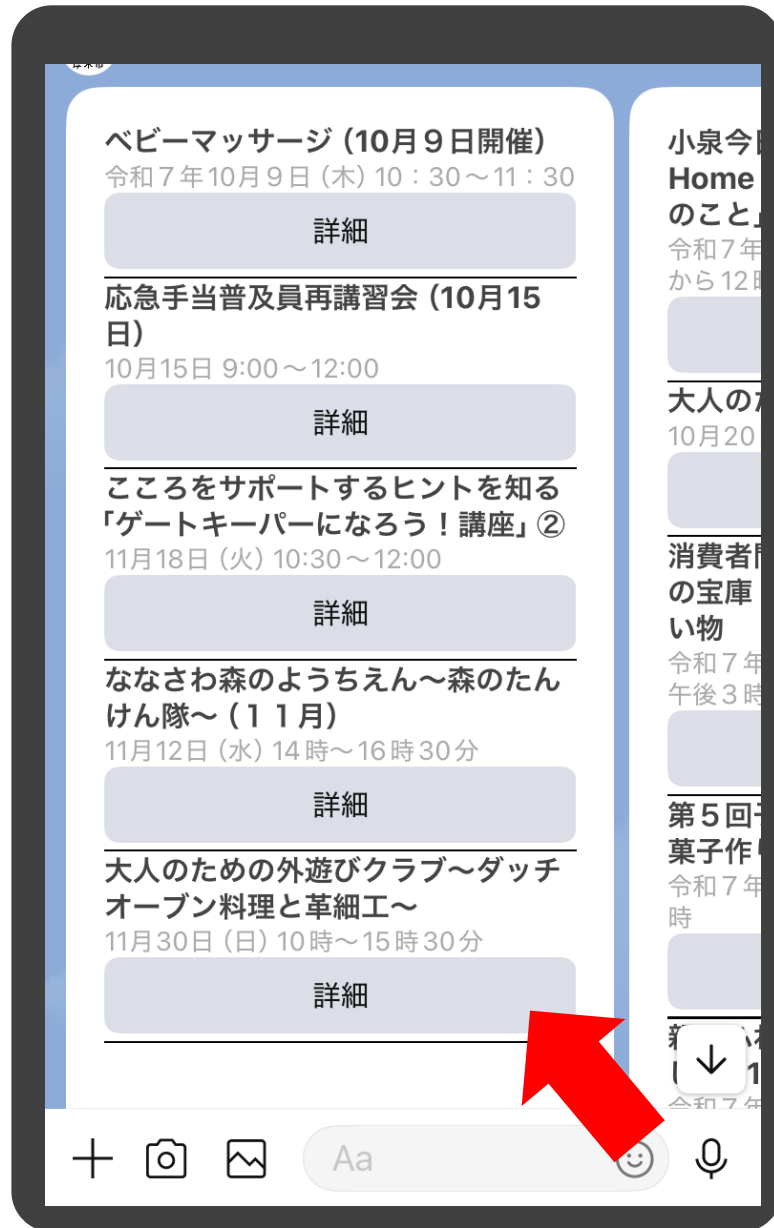 ベビーマッサージ（10月９日開催）
令和７年10月９日（木）10：30～11：30
詳細
応急手当普及員再講習会（10月15
日）
10月15日 9:00～12:00
詳細
こころをサポートするヒントを知る
「ゲートキーパーになろう！講座」②
11月18日（火）10:30～12:00
詳細
ななさわ森のようちえん～森のたん
けん隊～（１１月）
11月12日（水）14時～16時30分
詳細
大人のための外遊びクラブ～ダッチ
オーブン料理と革細工～
11月30日（日）10時～15時30分
詳細
小泉今
Home
のこと」
令和７年
から12
大人の
10月20
消費者
の宝庫
い物
令和７年
午後３時
第５回
菓子作
令和７年
時
令和７年
Aa